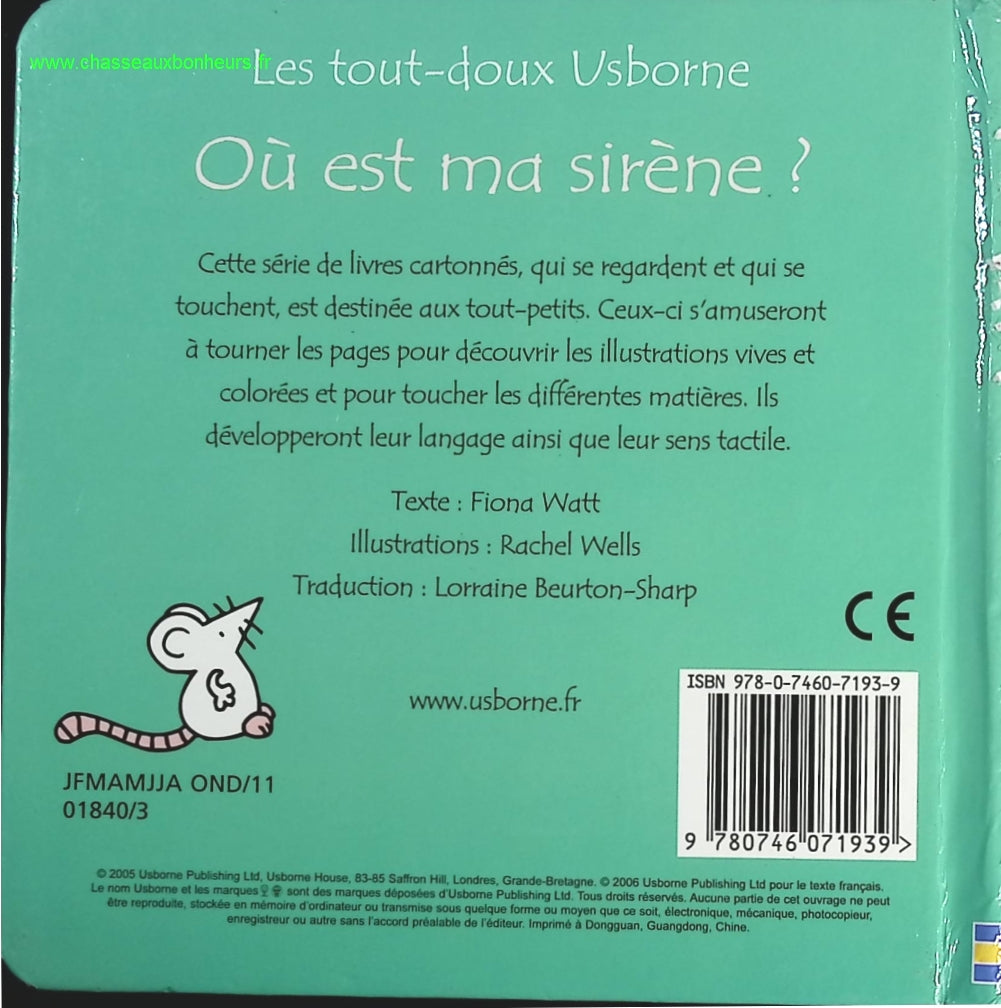 www.chasseauxbonheurs.fr
Les tout-doux Usborne
Où est ma sirène ?
Cette série de livres cartonnés, qui se regardent et qui se
touchent, est destinée aux tout-petits. Ceux-ci s'amuseront
à tourner les pages pour découvrir les illustrations vives et
colorées et pour toucher les différentes matières. Ils
développeront leur langage ainsi que leur sens tactile.
Texte : Fiona Watt
Illustrations : Rachel Wells
Traduction : Lorraine Beurton-Sharp
CE
www.usborne.fr
ISBN 978-0-7460-7193-9
9 780746 071939 >
JFMAMJJA OND/11
01840/3
© 2005 Usborne Publishing Ltd, Usborne House, 83-85 Saffron Hill, Londres, Grande-Bretagne. © 2006 Usborne Publishing Ltd pour le texte français.
Le nom Usborne et les marques sont des marques déposées d'Usborne Publishing Ltd. Tous droits réservés. Aucune partie de cet ouvrage ne peut
être reproduite, stockée en mémoire d'ordinateur ou transmise sous quelque forme ou moyen que ce soit, électronique, mécanique, photocopieur,
enregistreur ou autre sans l'accord préalable de l'éditeur. Imprimé à Dongguan, Guangdong, Chine.